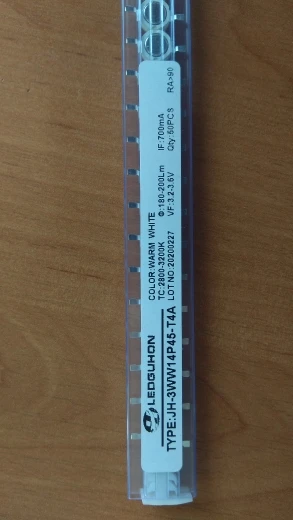 LEDGUHON
TYPE:JH-3WW14P45-T4A
COLOR:WARM WHITE
TC:2800-3200K Φ:180-200Lm IF:700mA
LOT NO:20200227 VF:3.2-3.6V Qty:50PCS RA>90